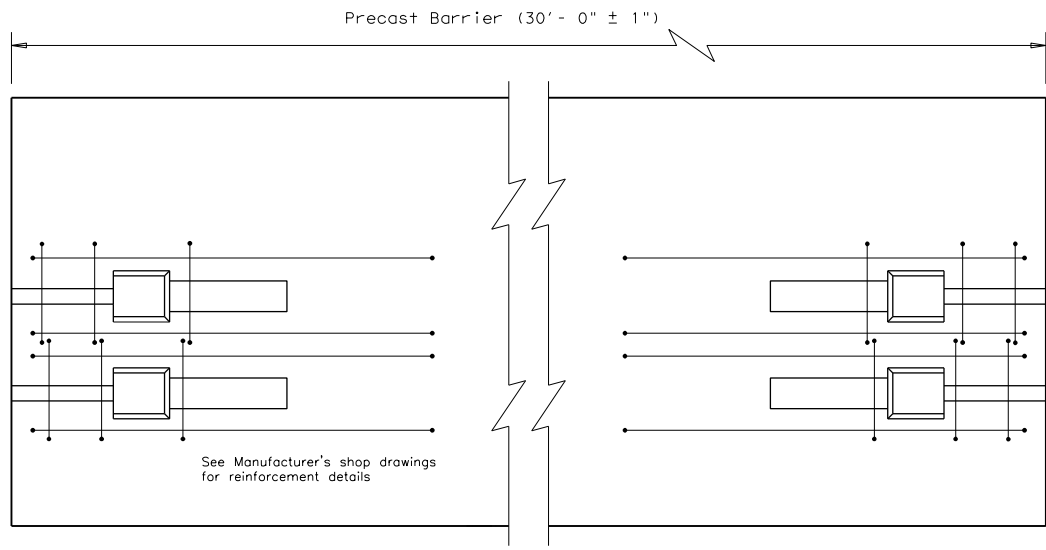 Precast Barrier (30'- 0" ± 1")
See Manufacturer's shop drawings
for reinforcement details